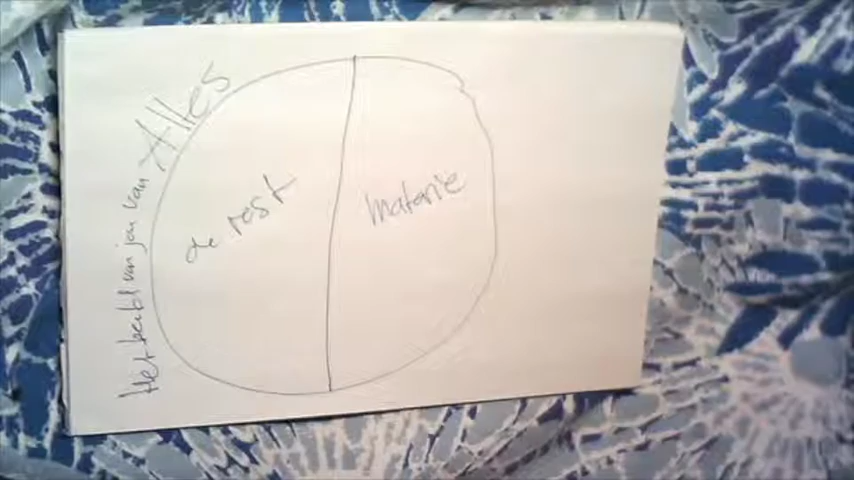 Het beeld van jou van Alles
de rest
materie